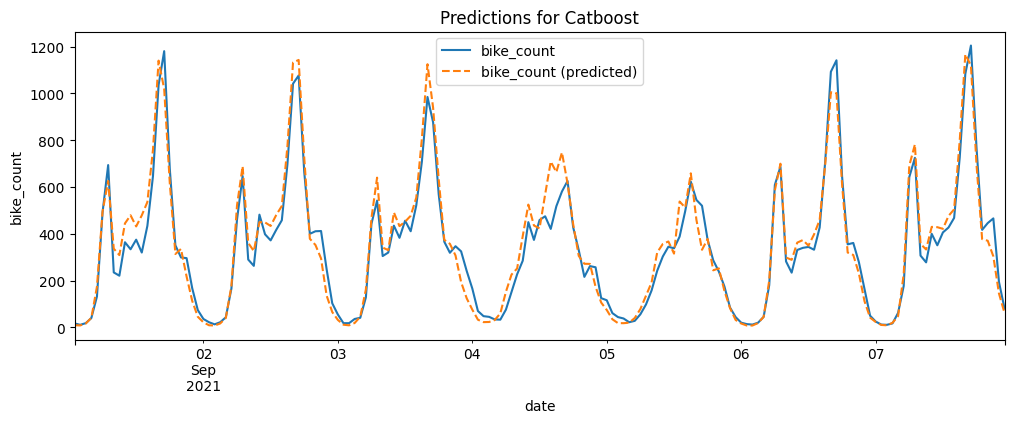 Predictions for Catboost
bike_count
bike_count (predicted)
1200
1000
800
600
400
200
0
bike_count
02
Sep
2021
03
04
05
06
07
date